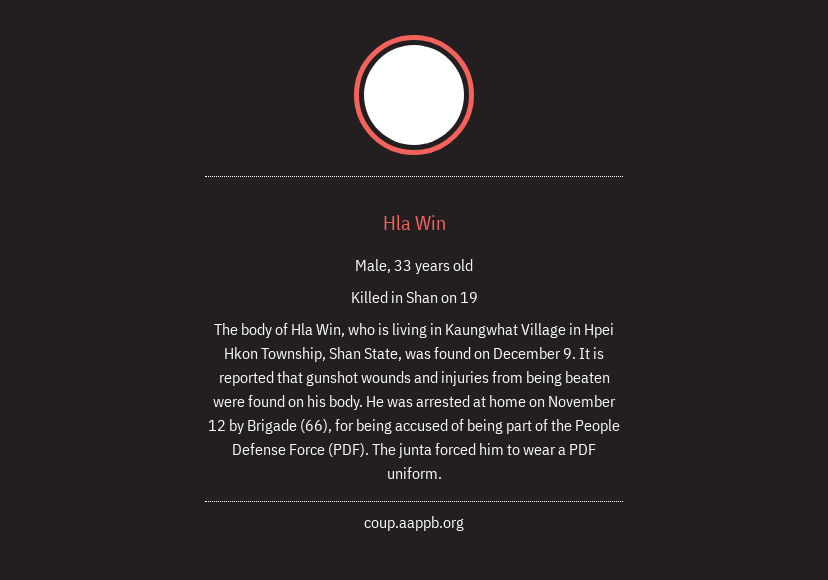 Hla Win
Male, 33 years old
Killed in Shan on 19
The body of Hla Win, who is living in Kaungwhat Village in Hpei
Hkon Township, Shan State, was found on December 9. It is
reported that gunshot wounds and injuries from being beaten
were found on his body. He was arrested at home on November
12 by Brigade (66), for being accused of being part of the People
Defense Force (PDF). The junta forced him to wear a PDF
uniform.
coup.aappb.org